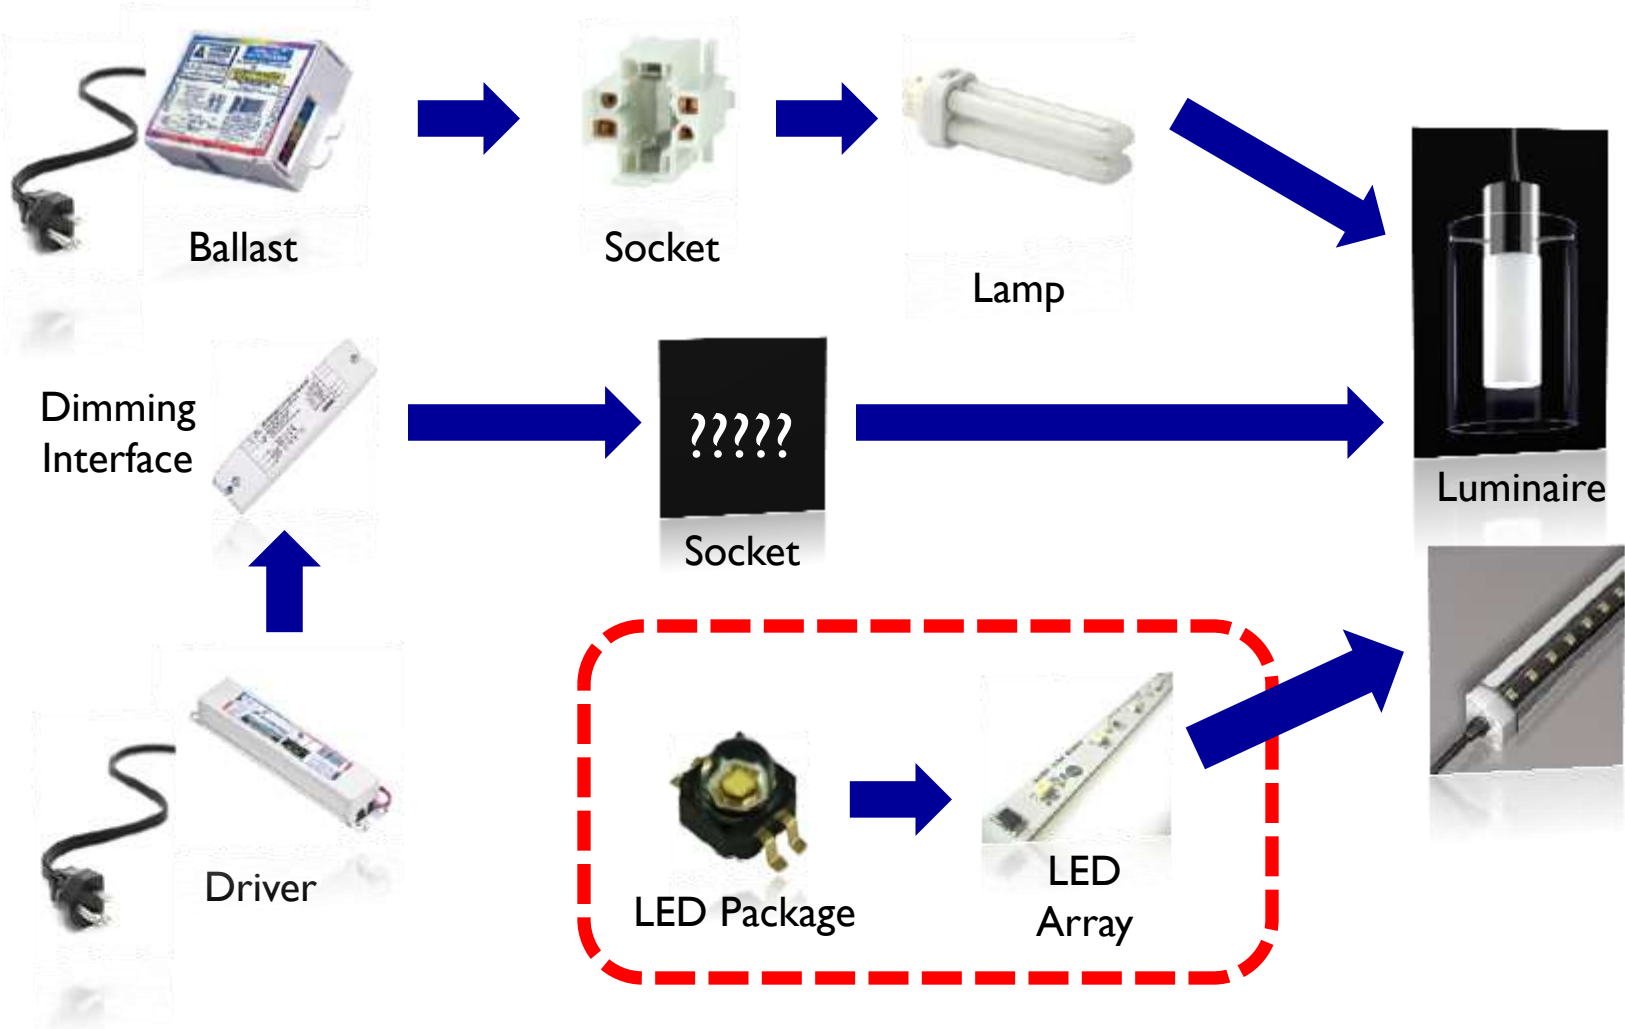 Ballast
Socket
Lamp
Dimming
Interface
?????
Socket
Luminaire
Driver
LED Package
LED
Array